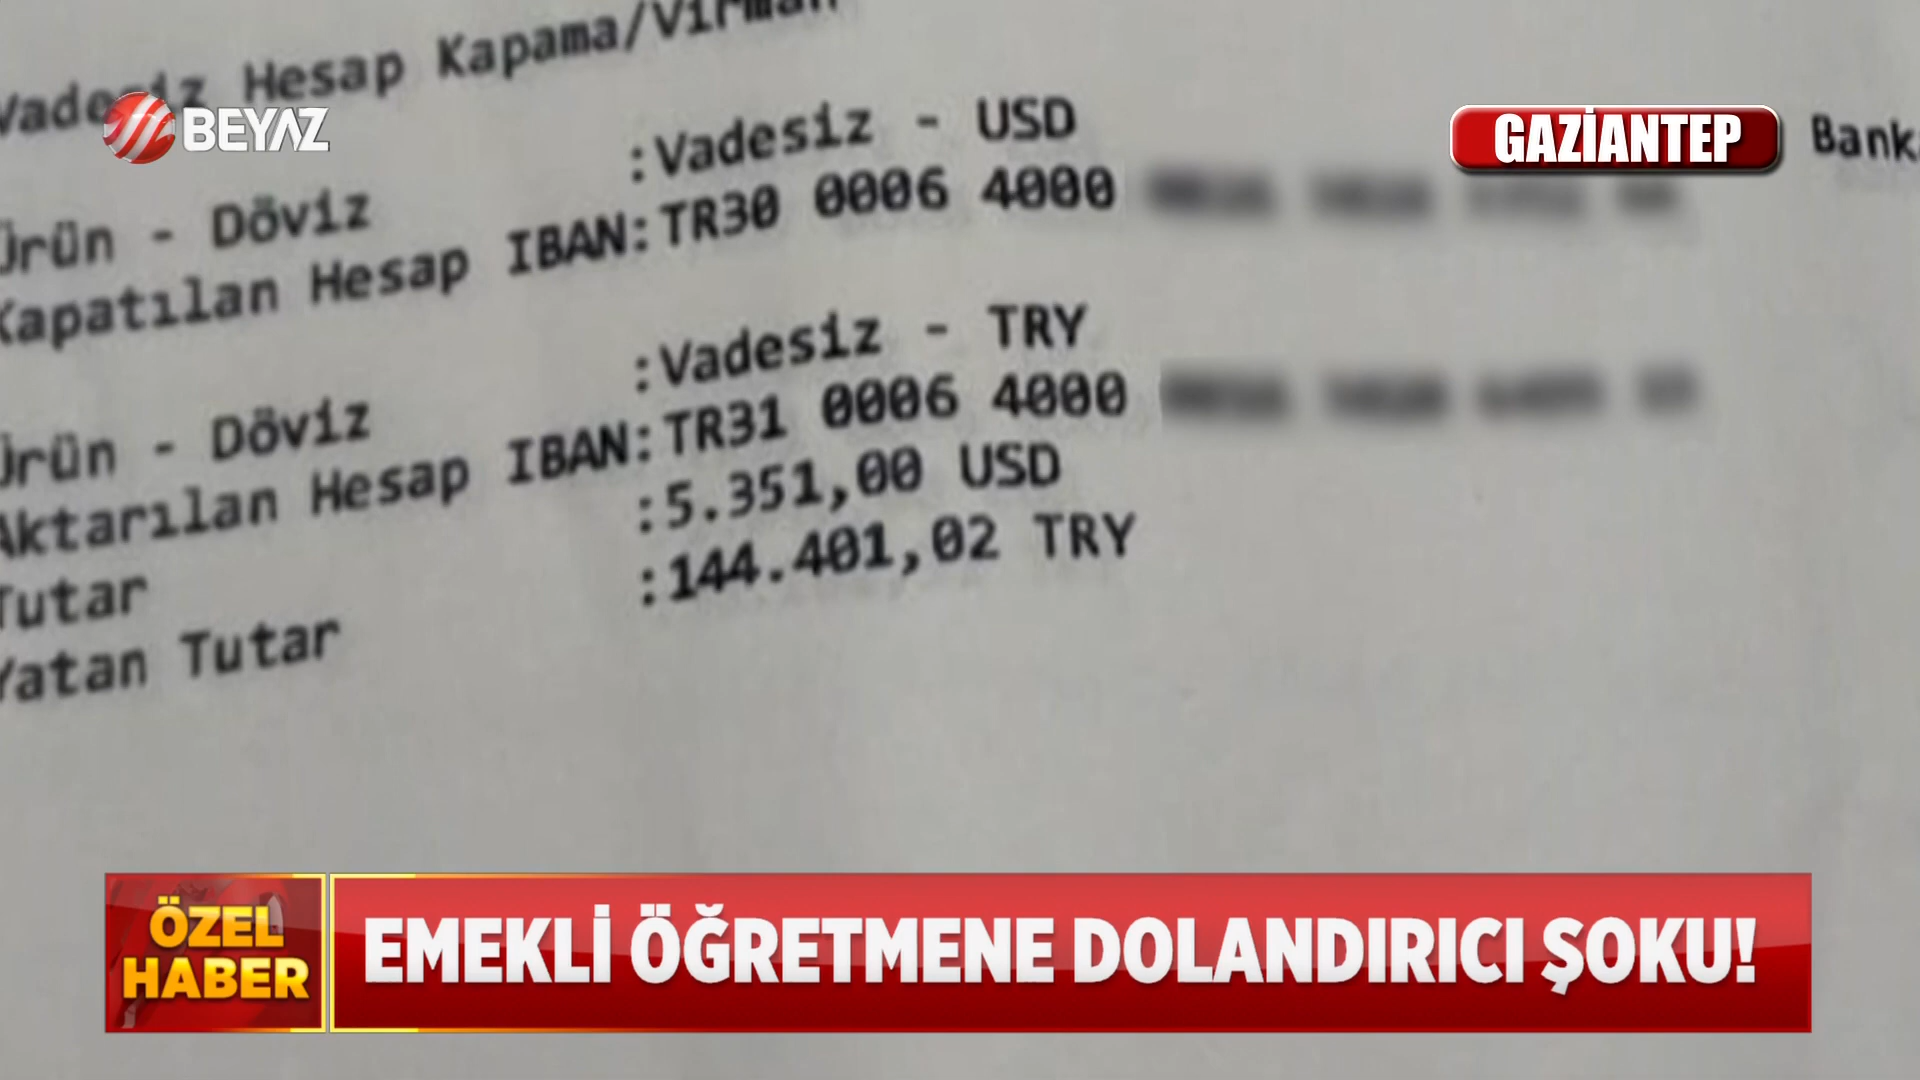 Vadesiz Hesap Kapama/Virman
BEYAZ
GAZİANTEP
Bank
Ürün - Döviz :Vadesiz - USD
Kapatılan Hesap IBAN:TR30 0006 4000
Ürün - Döviz :Vadesiz - TRY
Aktarılan Hesap IBAN:TR31 0006 4000
Tutar :5.351,00 USD
Yatan Tutar :144.401,02 TRY
ÖZEL
HABER
EMEKLİ ÖĞRETMENE DOLANDIRICI ŞOKU!